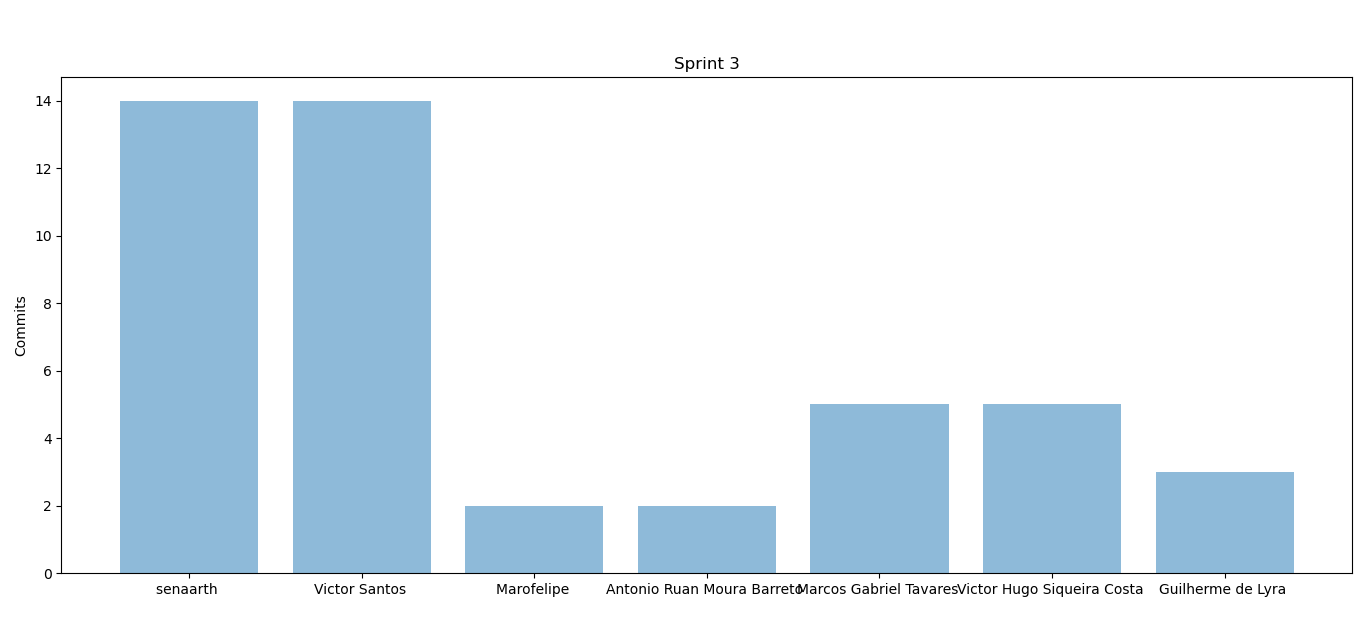 Sprint 3
Commits
14
12
10
8
6
4
2
0
senaarth
Victor Santos
Marofelipe
Antonio Ruan Moura Barreto
Marcos Gabriel Tavares
Victor Hugo Siqueira Costa
Guilherme de Lyra